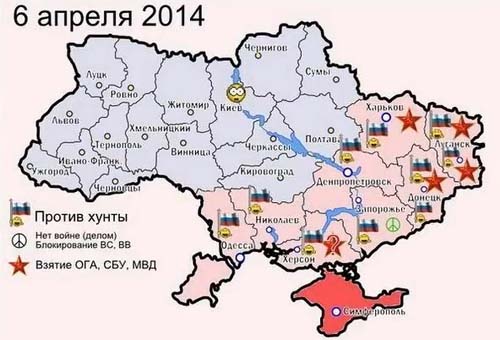 6 апреля 2014
Чернигов
Луцк
Ровно
Сумы
Житомир
Киев
Харьков
Львов
Хмельницкий
Полтава
Луганск
Тернополь
Винница
Черкассы
Ивано-Франк.
Ужгород
Кировоград
Днепропетровск
Донецк
Черновцы
Запорожье
Против хунты
Николаев
Нет войне (делом)
Блокирование ВС, ВВ
Одесса
Херсон
Взятие ОГА, СБУ, МВД
?
Симферополь